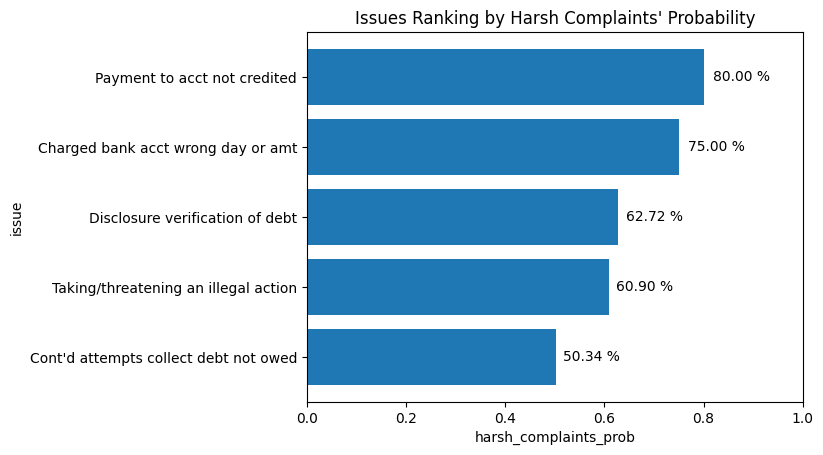 Issues Ranking by Harsh Complaints' Probability
Payment to acct not credited
80.00 %
Charged bank acct wrong day or amt
75.00 %
Disclosure verification of debt
62.72 %
Taking/threatening an illegal action
60.90 %
Cont'd attempts collect debt not owed
50.34 %
issue
0.0 0.2 0.4 0.6 0.8 1.0
harsh_complaints_prob